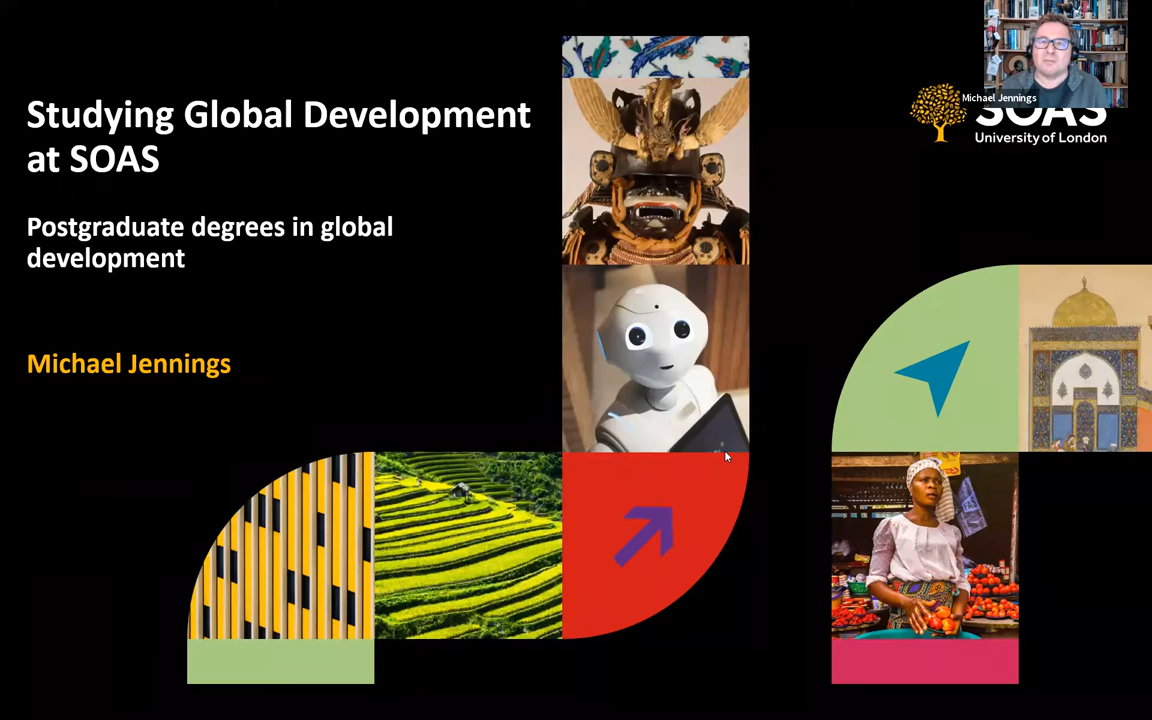 Studying Global Development
at SOAS
Postgraduate degrees in global
development
Michael Jennings
Michael Jennings
SOAS
University of London